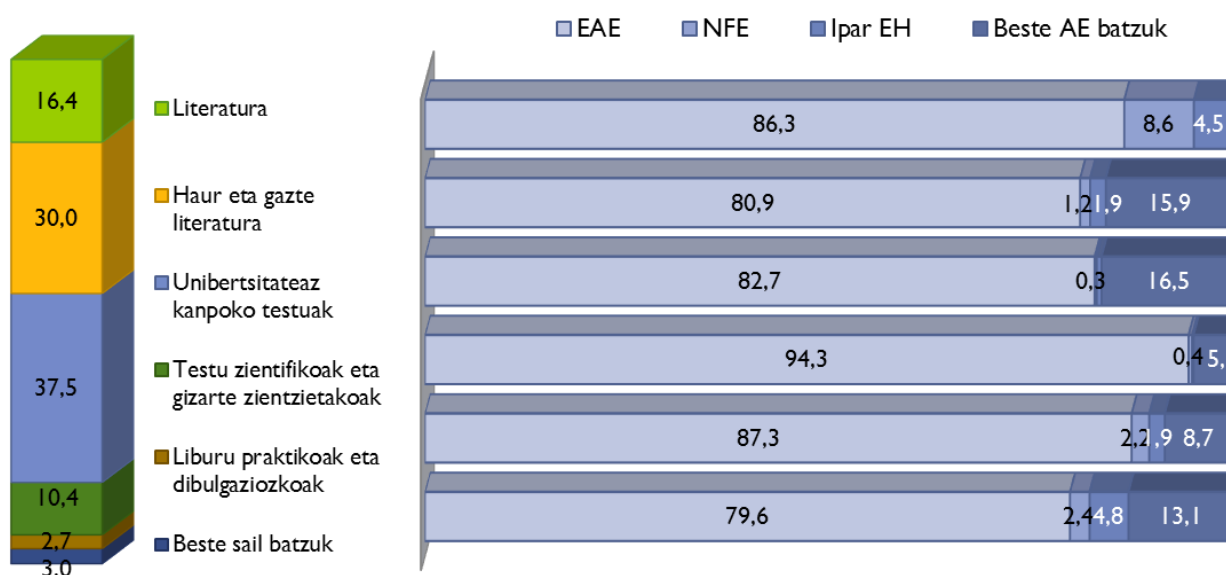 EAE NFE Ipar EH Beste AE batzuk
16,4
30,0
37,5
10,4
2,7
3,0
Literatura
Haur eta gazte
literatura
Unibertsitateaz
kanpoko testuak
Testu zientifikoak eta
gizarte zientzietakoak
Liburu praktikoak eta
dibulgaziozkoak
Beste sail batzuk
86,3 8,6 4,5
80,9 1,2 1,9 15,9
82,7 0,3 16,5
94,3 0,4 5,
87,3 2,2 1,9 8,7
79,6 2,4 4,8 13,1